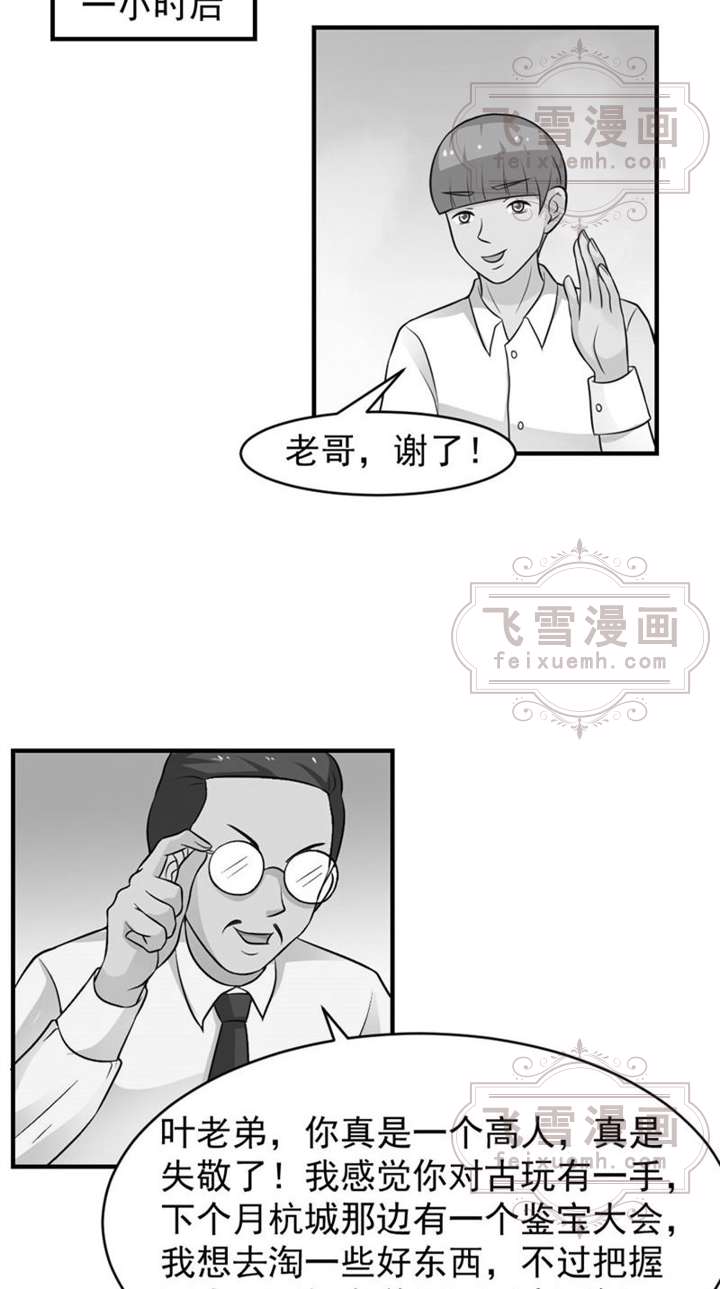 一小时后
飞雪漫画
feixuemh.com
老哥，谢了！
飞雪漫画
feixuemh.com
叶老弟，你真是一个高人，真是
失敬了！我感觉你对古玩有一手，
下个月杭城那边有一个鉴宝大会，
我想去淘一些好东西，不过把握
飞雪漫画
feixuemh.com